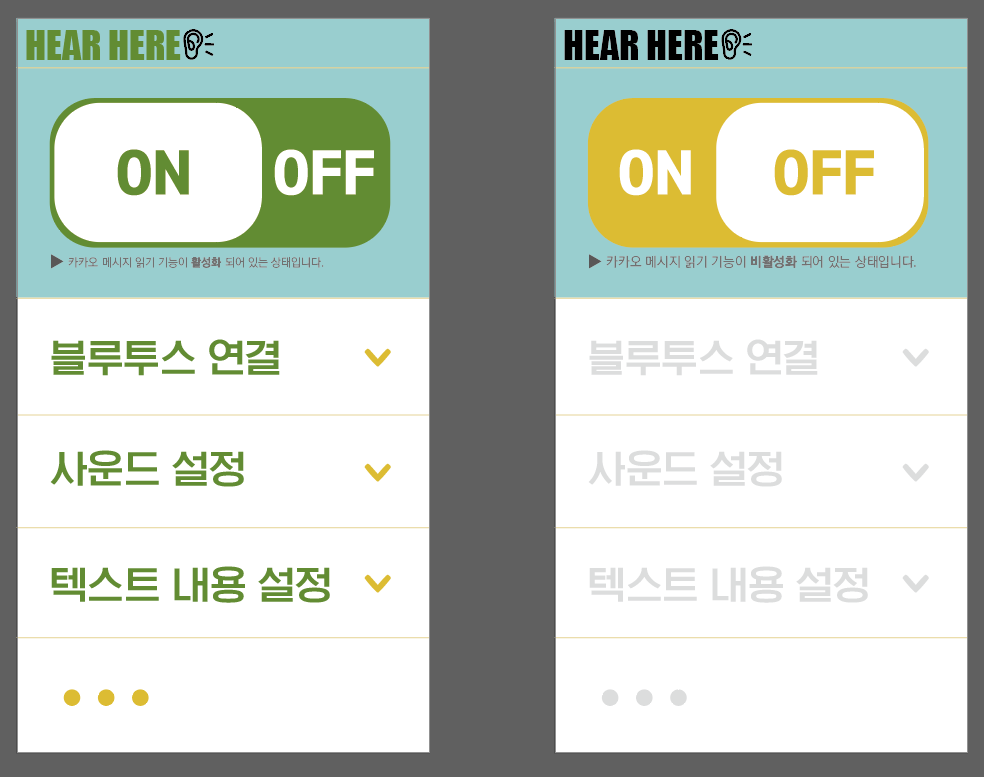 HEAR HERE
ON OFF
▶ 카카오 메시지 읽기 기능이 활성화 되어 있는 상태입니다.
블루투스 연결
사운드 설정
텍스트 내용 설정
HEAR HERE
ON OFF
▶ 카카오 메시지 읽기 기능이 비활성화 되어 있는 상태입니다.
블루투스 연결
사운드 설정
텍스트 내용 설정